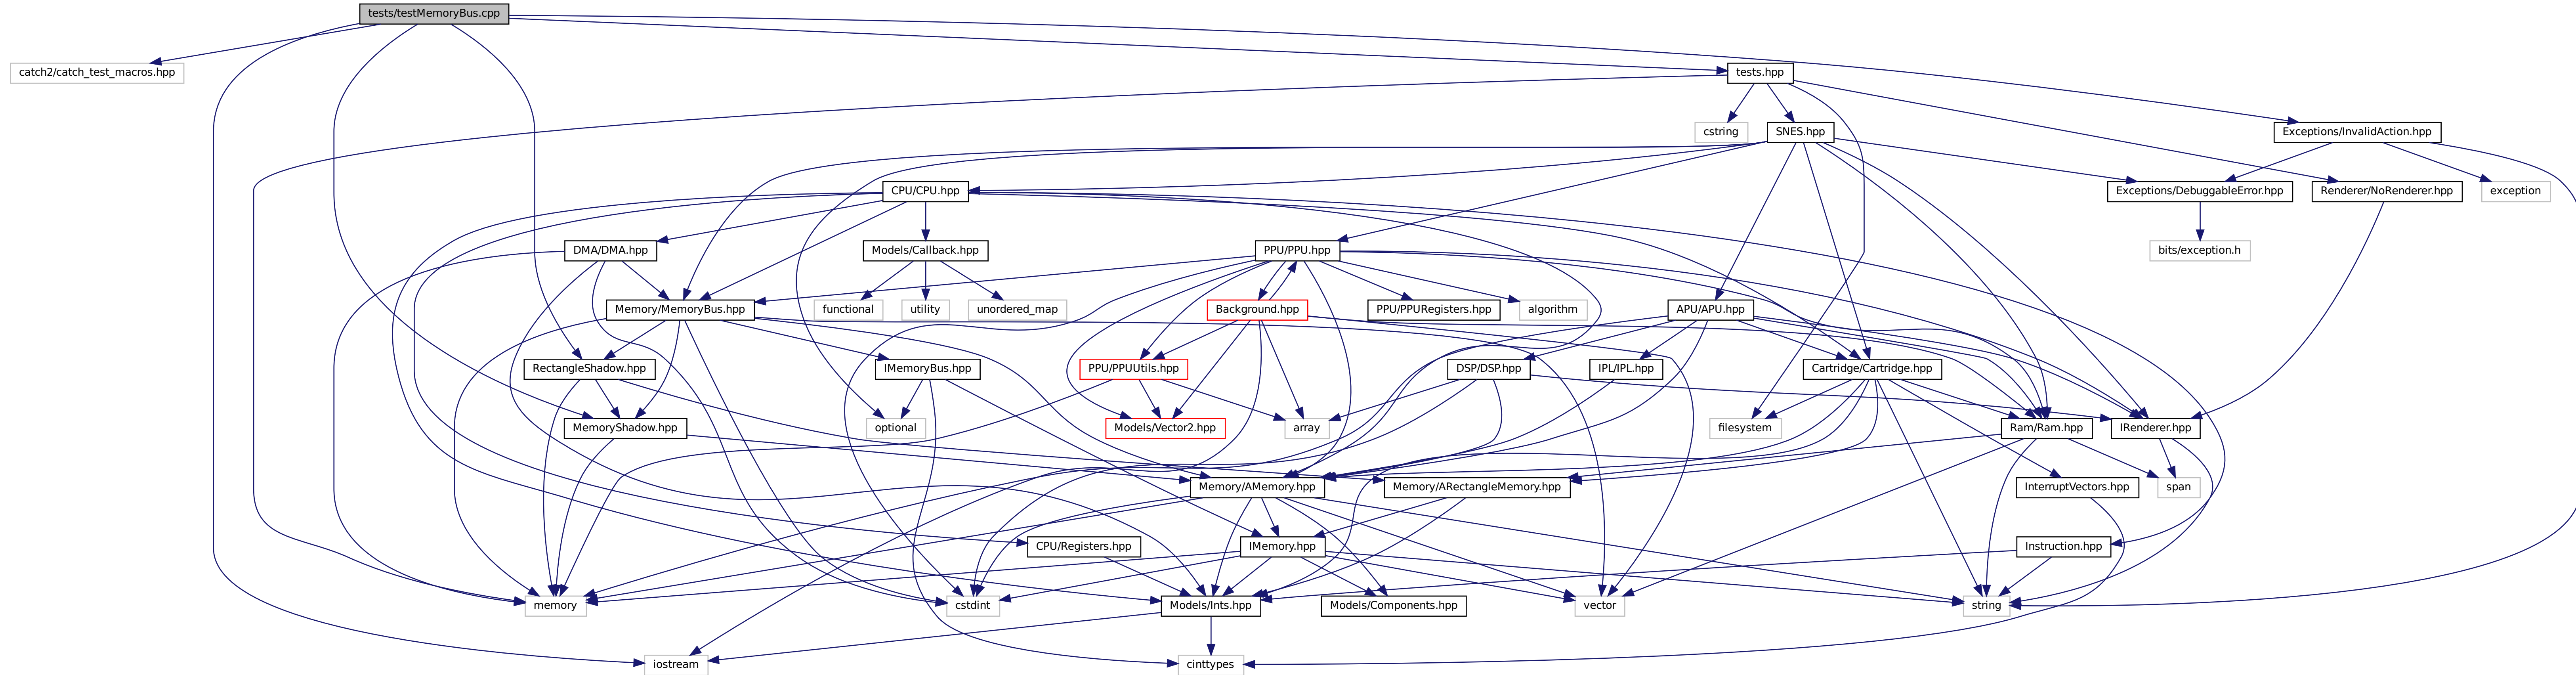 tests/testMemoryBus.cpp
catch2/catch_test_macros.hpp
tests.hpp
cstring
SNES.hpp
Exceptions/InvalidAction.hpp
CPU/CPU.hpp
Exceptions/DebuggableError.hpp
Renderer/NoRenderer.hpp
exception
DMA/DMA.hpp
Models/Callback.hpp
PPU/PPU.hpp
bits/exception.h
Memory/MemoryBus.hpp
functional
utility
unordered_map
Background.hpp
PPU/PPURegisters.hpp
algorithm
APU/APU.hpp
RectangleShadow.hpp
IMemoryBus.hpp
PPU/PPUUtils.hpp
DSP/DSP.hpp
IPL/IPL.hpp
Cartridge/Cartridge.hpp
MemoryShadow.hpp
optional
Models/Vector2.hpp
array
filesystem
Ram/Ram.hpp
IRenderer.hpp
Memory/AMemory.hpp
Memory/ARectangleMemory.hpp
InterruptVectors.hpp
span
CPU/Registers.hpp
IMemory.hpp
Instruction.hpp
memory
cstdint
Models/Ints.hpp
Models/Components.hpp
vector
string
iostream
cinttypes